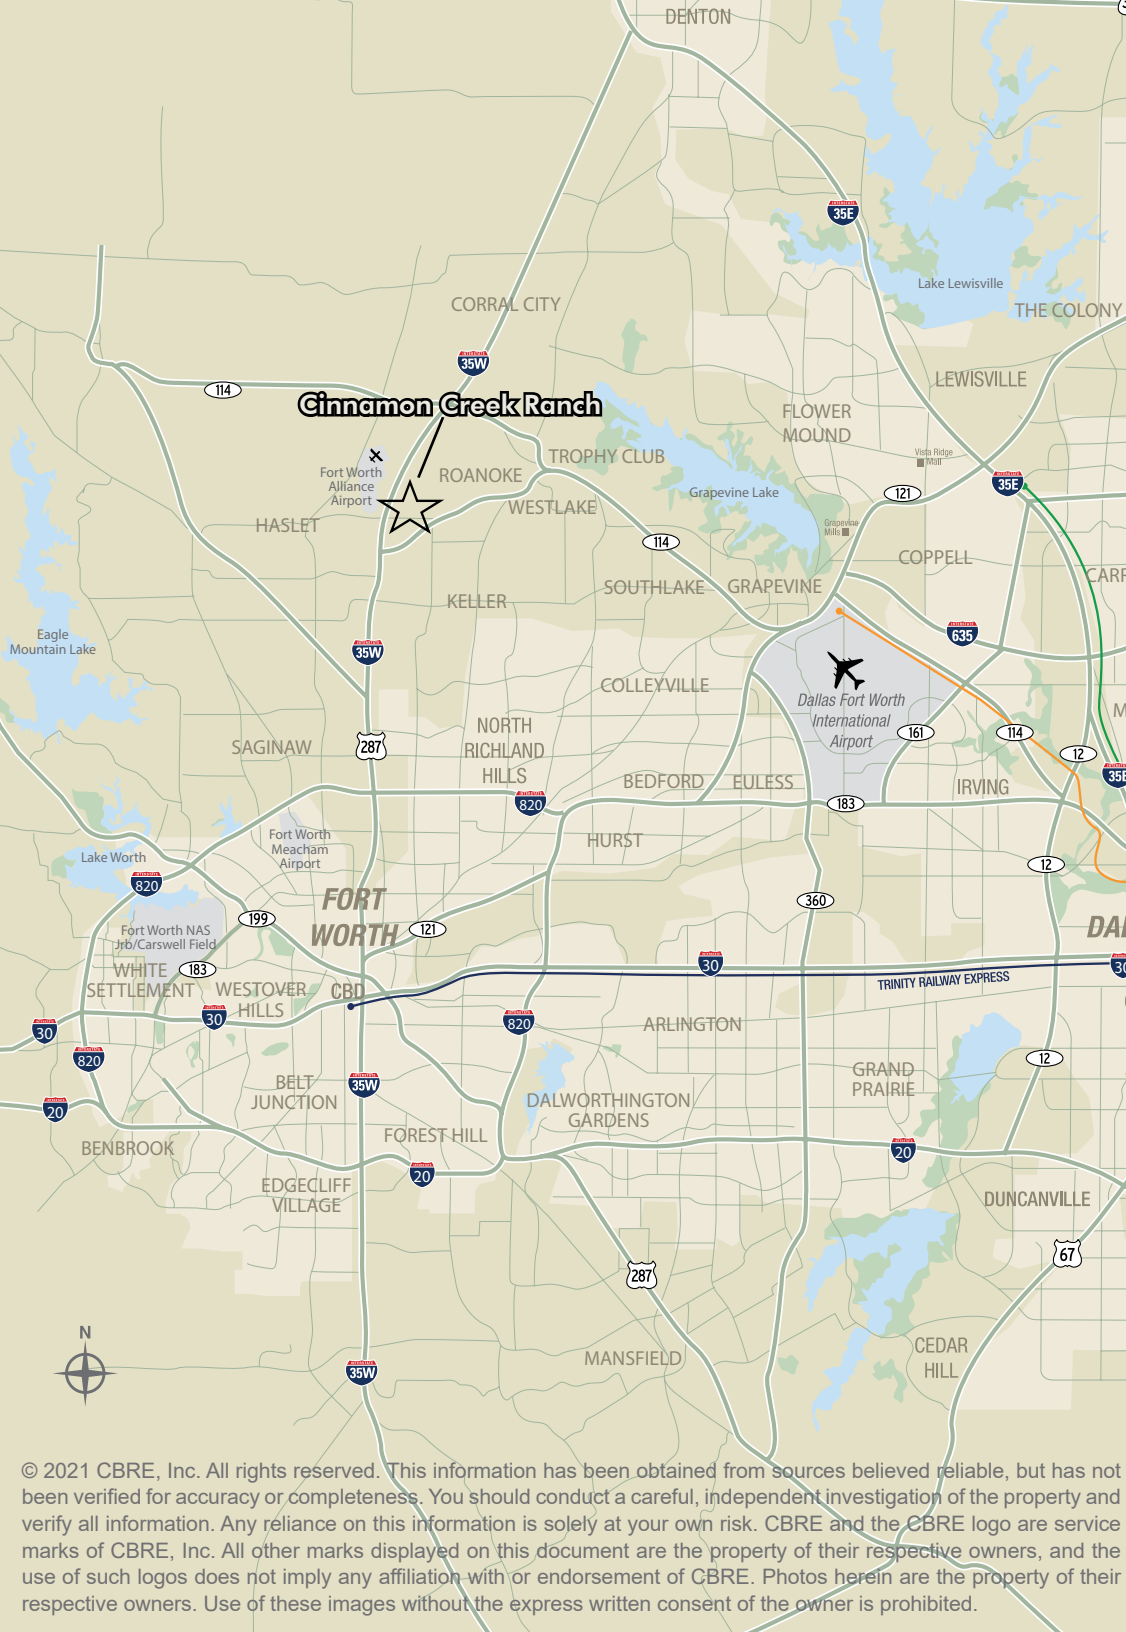 DENTON
35E
Lake Lewisville
CORRAL CITY
THE COLONY
35W
LEWISVILLE
114
Cinnamon Creek Ranch
FLOWER
MOUND
TROPHY CLUB
Vista Ridge
Mall
Fort Worth
Alliance
Airport
ROANOKE
35E
Grapevine Lake
121
WESTLAKE
HASLET
Grapevine
Mills
114
COPPELL
CARR
SOUTHLAKE
GRAPEVINE
KELLER
Eagle
Mountain Lake
635
35W
COLLEYVILLE
Dallas Fort Worth
International
Airport
M
NORTH
RICHLAND
HILLS
161
114
SAGINAW
287
12
35E
BEDFORD
EULESS
IRVING
820
183
Fort Worth
Meacham
Airport
HURST
Lake Worth
12
820
FORT
WORTH
360
199
121
Fort Worth NAS
Jrb/Carswell Field
DAL
183
WHITE
SETTLEMENT
30
30
TRINITY RAILWAY EXPRESS
WESTOVER
HILLS
CBD
30
30
820
ARLINGTON
820
12
GRAND
PRAIRIE
BELT
JUNCTION
35W
20
DALWORTHINGTON
GARDENS
FOREST HILL
BENBROOK
20
20
EDGECLIFF
VILLAGE
DUNCANVILLE
67
287
N
CEDAR
HILL
MANSFIELD
35W
© 2021 CBRE, Inc. All rights reserved. This information has been obtained from sources believed reliable, but has not
been verified for accuracy or completeness. You should conduct a careful, independent investigation of the property and
verify all information. Any reliance on this information is solely at your own risk. CBRE and the CBRE logo are service
marks of CBRE, Inc. All other marks displayed on this document are the property of their respective owners, and the
use of such logos does not imply any affiliation with or endorsement of CBRE. Photos herein are the property of their
respective owners. Use of these images without the express written consent of the owner is prohibited.